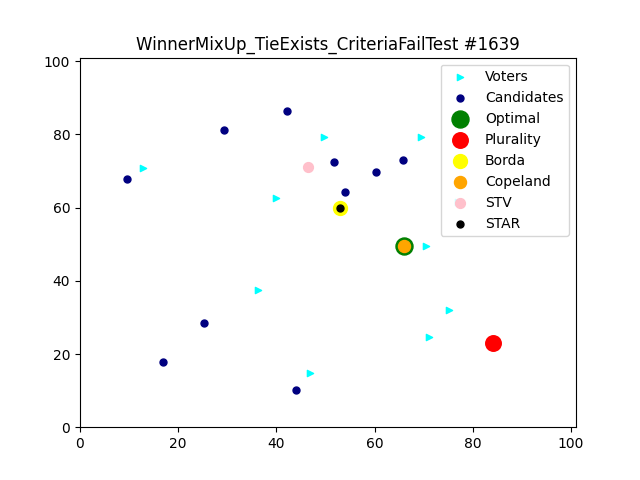 WinnerMixUp_TieExists_CriteriaFailTest #1639
100
80
60
40
20
0
0 20 40 60 80 100
Voters
Candidates
Optimal
Plurality
Borda
Copeland
STV
STAR